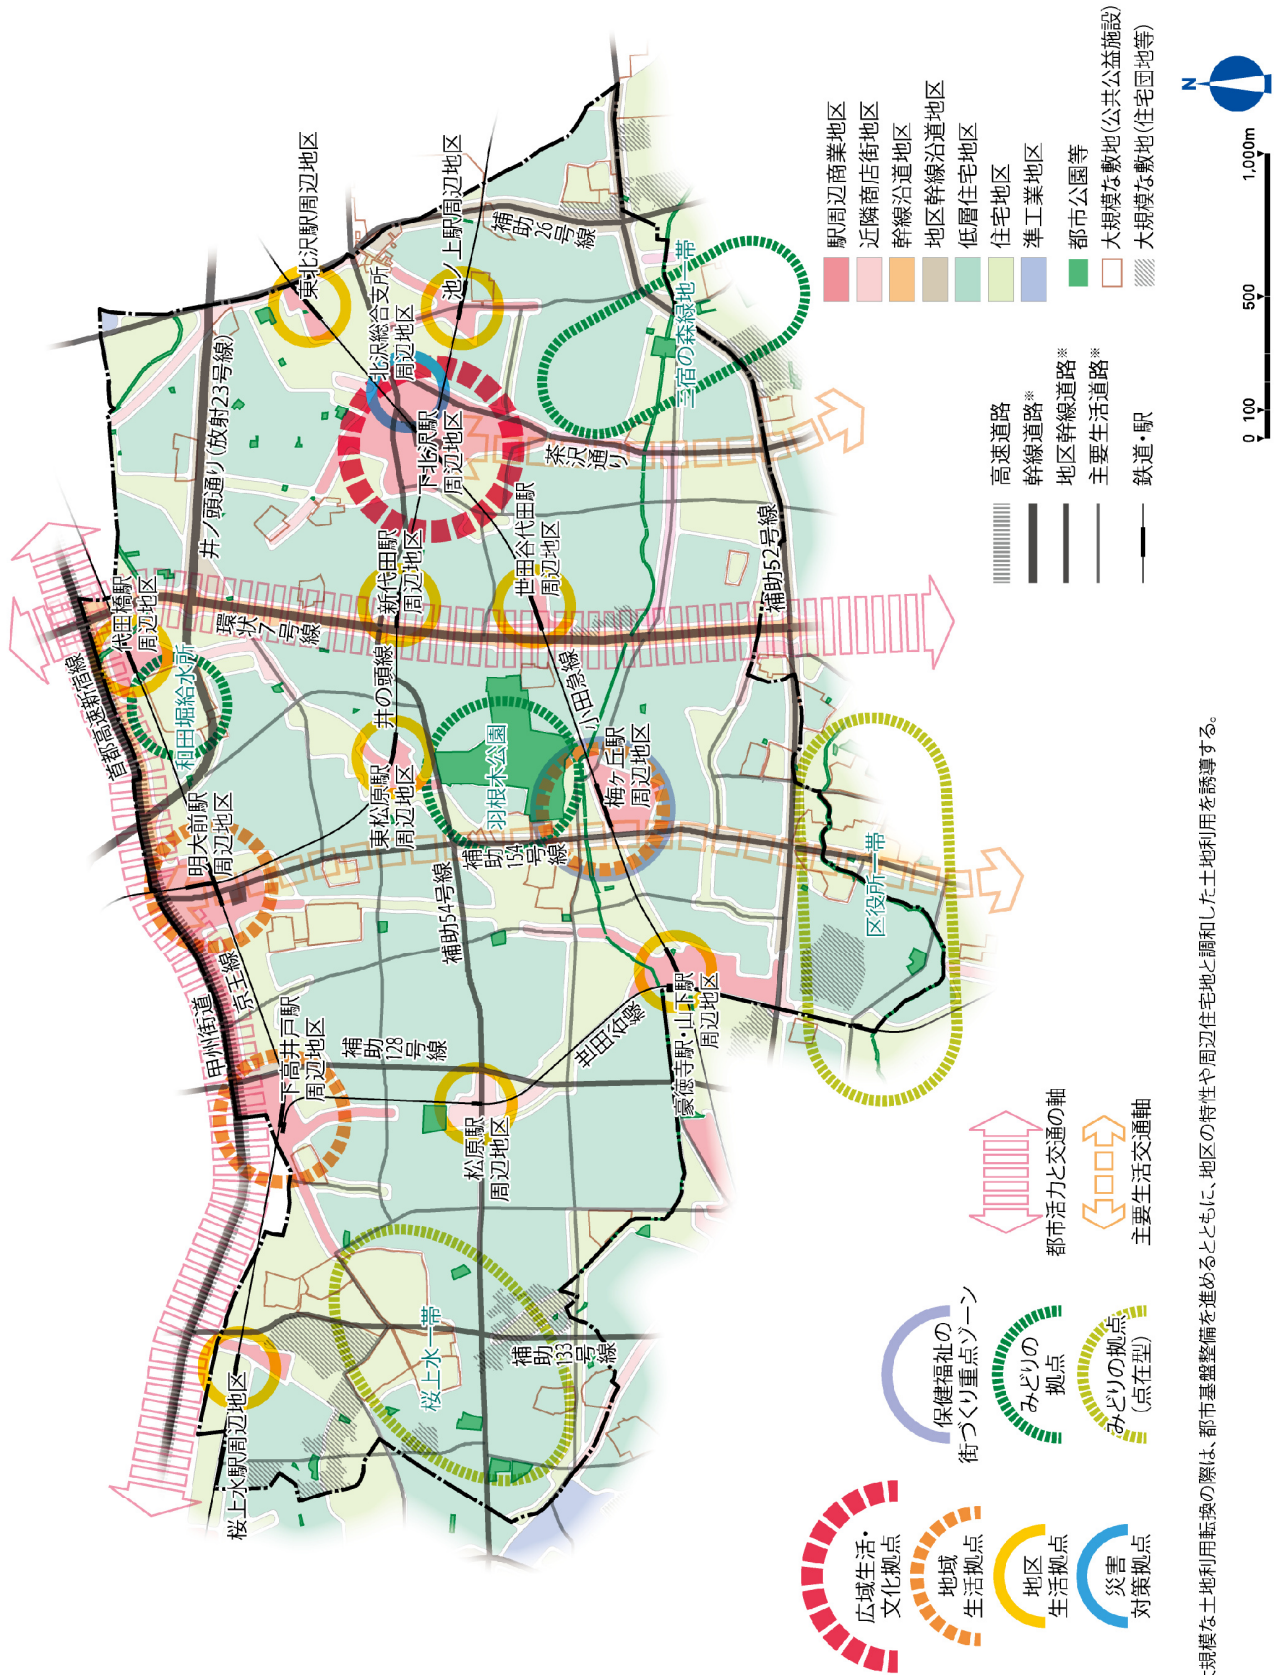 桜上水駅周辺地区
下高井戸駅
周辺地区
甲州街道
京王線
明大前駅
周辺地区
首都高速新宿線
代田橋駅
周辺地区
和田堀給水所
環状
7号
線
井ノ頭通り(放射23号線)
東北沢駅周辺地区
北沢総合支所
周辺地区
池ノ上駅周辺地区
下北沢駅
周辺地区
新代田駅
周辺地区
井の頭線
東松原駅
周辺地区
世田谷代田駅
周辺地区
小田急線
羽根木公園
梅ヶ丘駅
周辺地区
補助
154
号線
補助54号線
補助
128
号線
松原駅
周辺地区
世田谷線
豪徳寺駅・山下駅
周辺地区
桜上水一帯
補助
133
号線
補助
26
号線
茶沢
通り
三宿の森緑地一帯
補助52号線
区役所一帯
広域生活・
文化拠点
地域
生活拠点
地区
生活拠点
災害
対策拠点
保健福祉の
街づくり重点ゾーン
みどりの
拠点
みどりの拠点
(点在型)
都市活力と交通の軸
主要生活交通軸
高速道路
幹線道路※
地区幹線道路※
主要生活道路※
鉄道・駅
駅周辺商業地区
近隣商店街地区
幹線沿道地区
地区幹線沿道地区
低層住宅地区
住宅地区
準工業地区
都市公園等
大規模な敷地(公共公益施設)
大規模な敷地(住宅団地等)
N
0 100 500 1,000m
大規模な土地利用転換の際は、都市基盤整備を進めるとともに、地区の特性や周辺住宅地と調和した土地利用を誘導する。